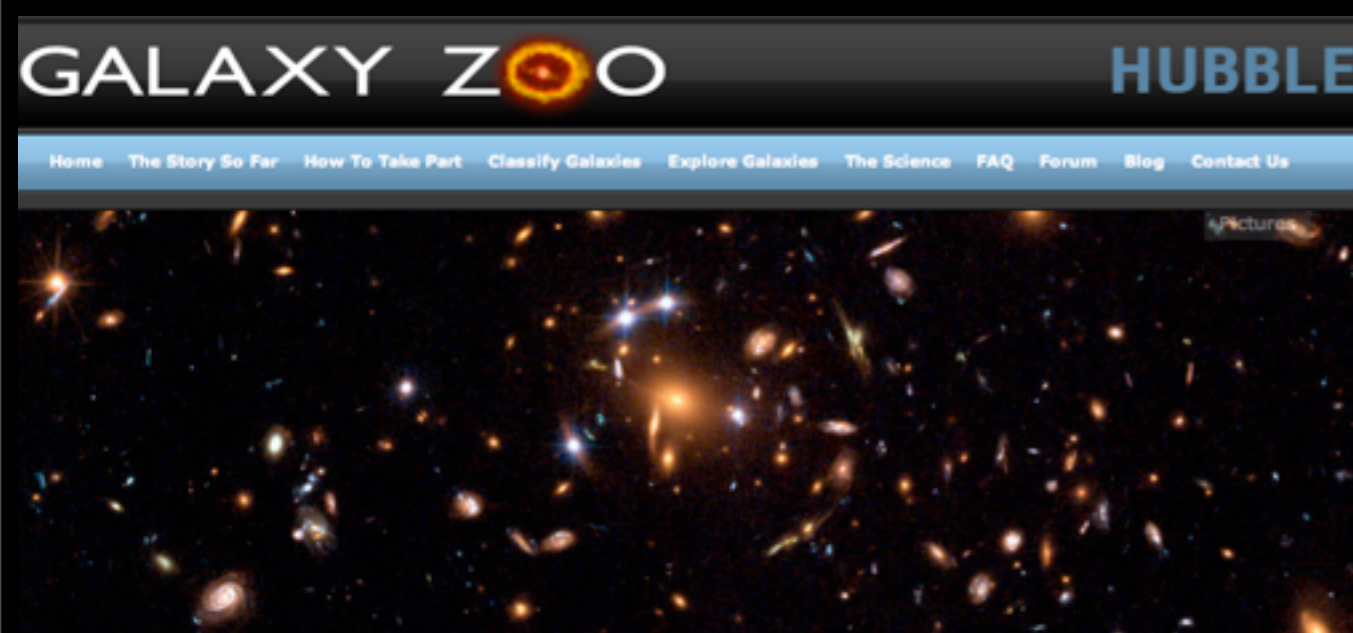 GALAXY ZOO HUBBLE
Home The Story So Far How To Take Part Classify Galaxies Explore Galaxies The Science FAQ Forum Blog Contact Us
Pictures